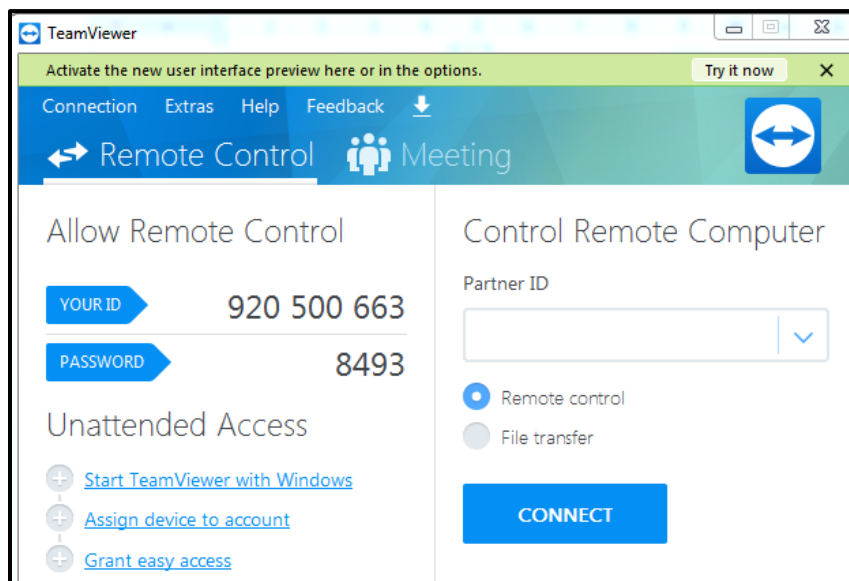 TeamViewer
Activate the new user interface preview here or in the options.
Try it now
Connection Extras Help Feedback
Remote Control Meeting
Allow Remote Control
YOUR ID 920 500 663
PASSWORD 8493
Unattended Access
Start TeamViewer with Windows
Assign device to account
Grant easy access
Control Remote Computer
Partner ID
Remote control
File transfer
CONNECT